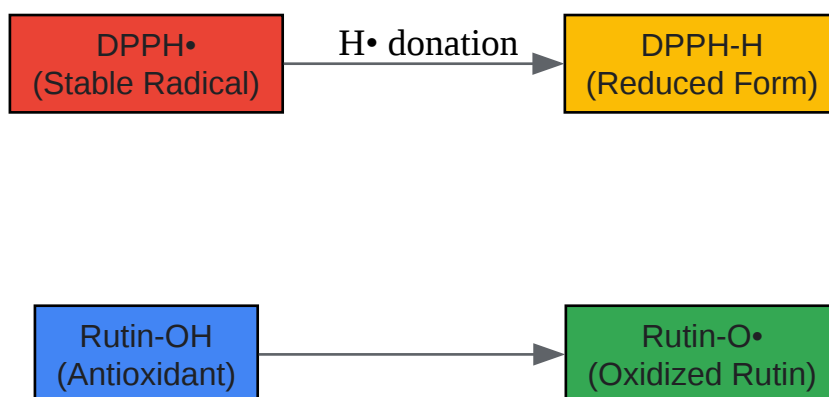 DPPH•
(Stable Radical)
H• donation
DPPH-H
(Reduced Form)
Rutin-OH
(Antioxidant)
Rutin-O•
(Oxidized Rutin)